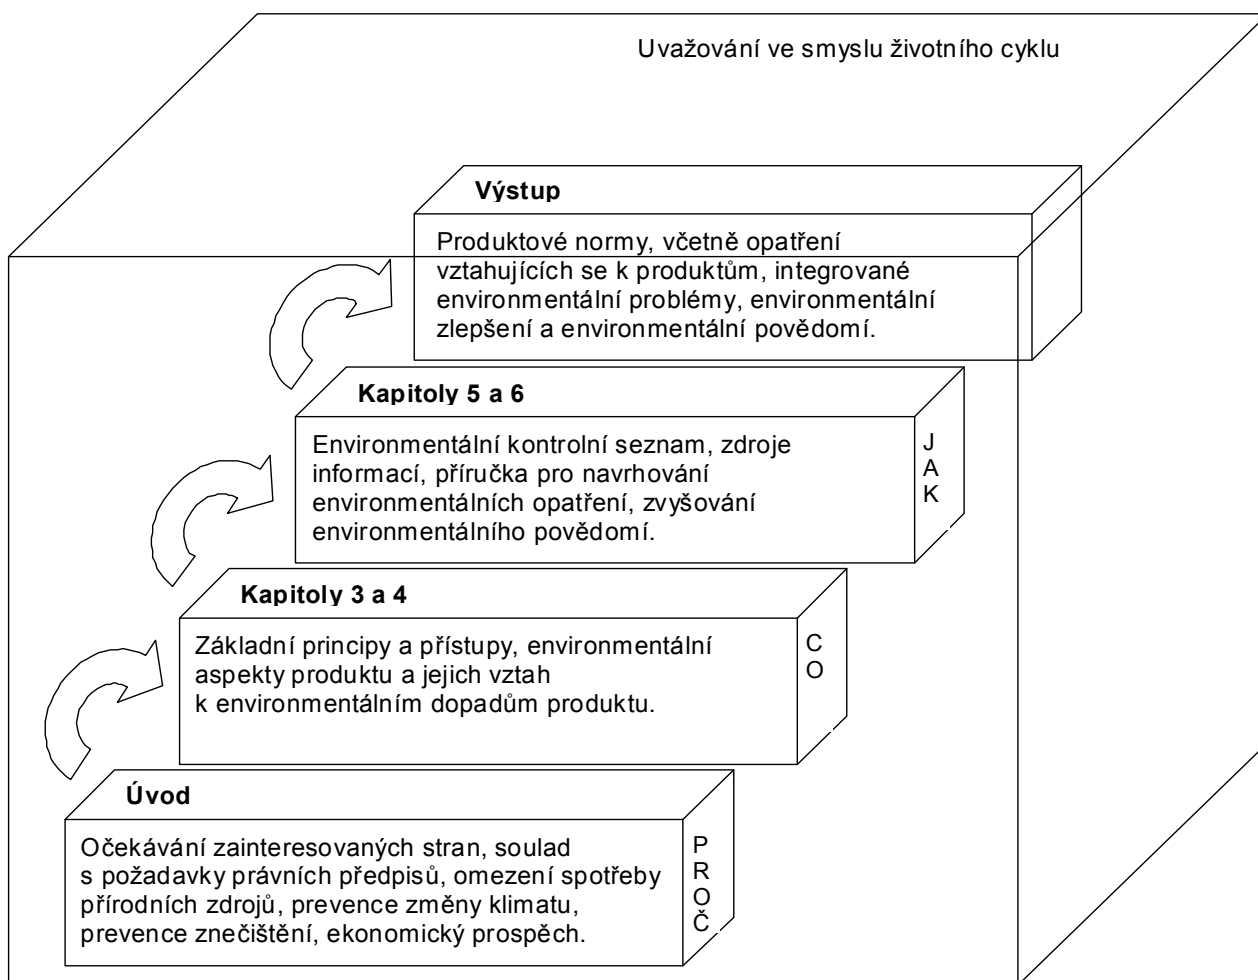 Uvažování ve smyslu životního cyklu
Výstup
Produktové normy, včetně opatření
vztahujících se k produktům, integrované
environmentální problémy, environmentální
zlepšení a environmentální povědomí.
Kapitoly 5 a 6
Environmentální kontrolní seznam, zdroje
informací, příručka pro navrhování
environmentálních opatření, zvyšování
environmentálního povědomí.
J
A
K
Kapitoly 3 a 4
Základní principy a přístupy, environmentální
aspekty produktu a jejich vztah
k environmentálním dopadům produktu.
C
O
Úvod
Očekávání zainteresovaných stran, soulad
s požadavky právních předpisů, omezení spotřeby
přírodních zdrojů, prevence změny klimatu,
prevence znečištění, ekonomický prospěch.
P
R
O
Č